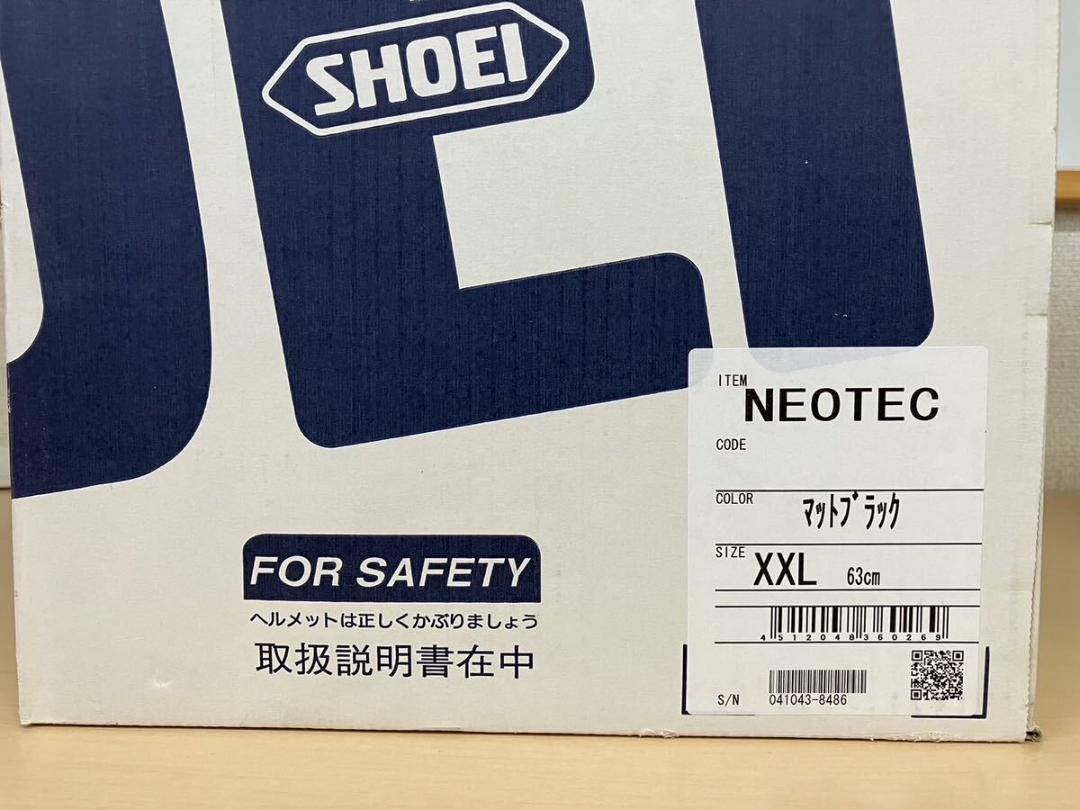 SHOEI
FOR SAFETY
ヘルメットは正しくかぶりましょう
取扱説明書在中
ITEM
NEOTEC
CODE
COLOR
ﾏｯﾄﾌﾞﾗｯｸ
SIZE
XXL 63cm
4512048360269
S/N 041043-8486